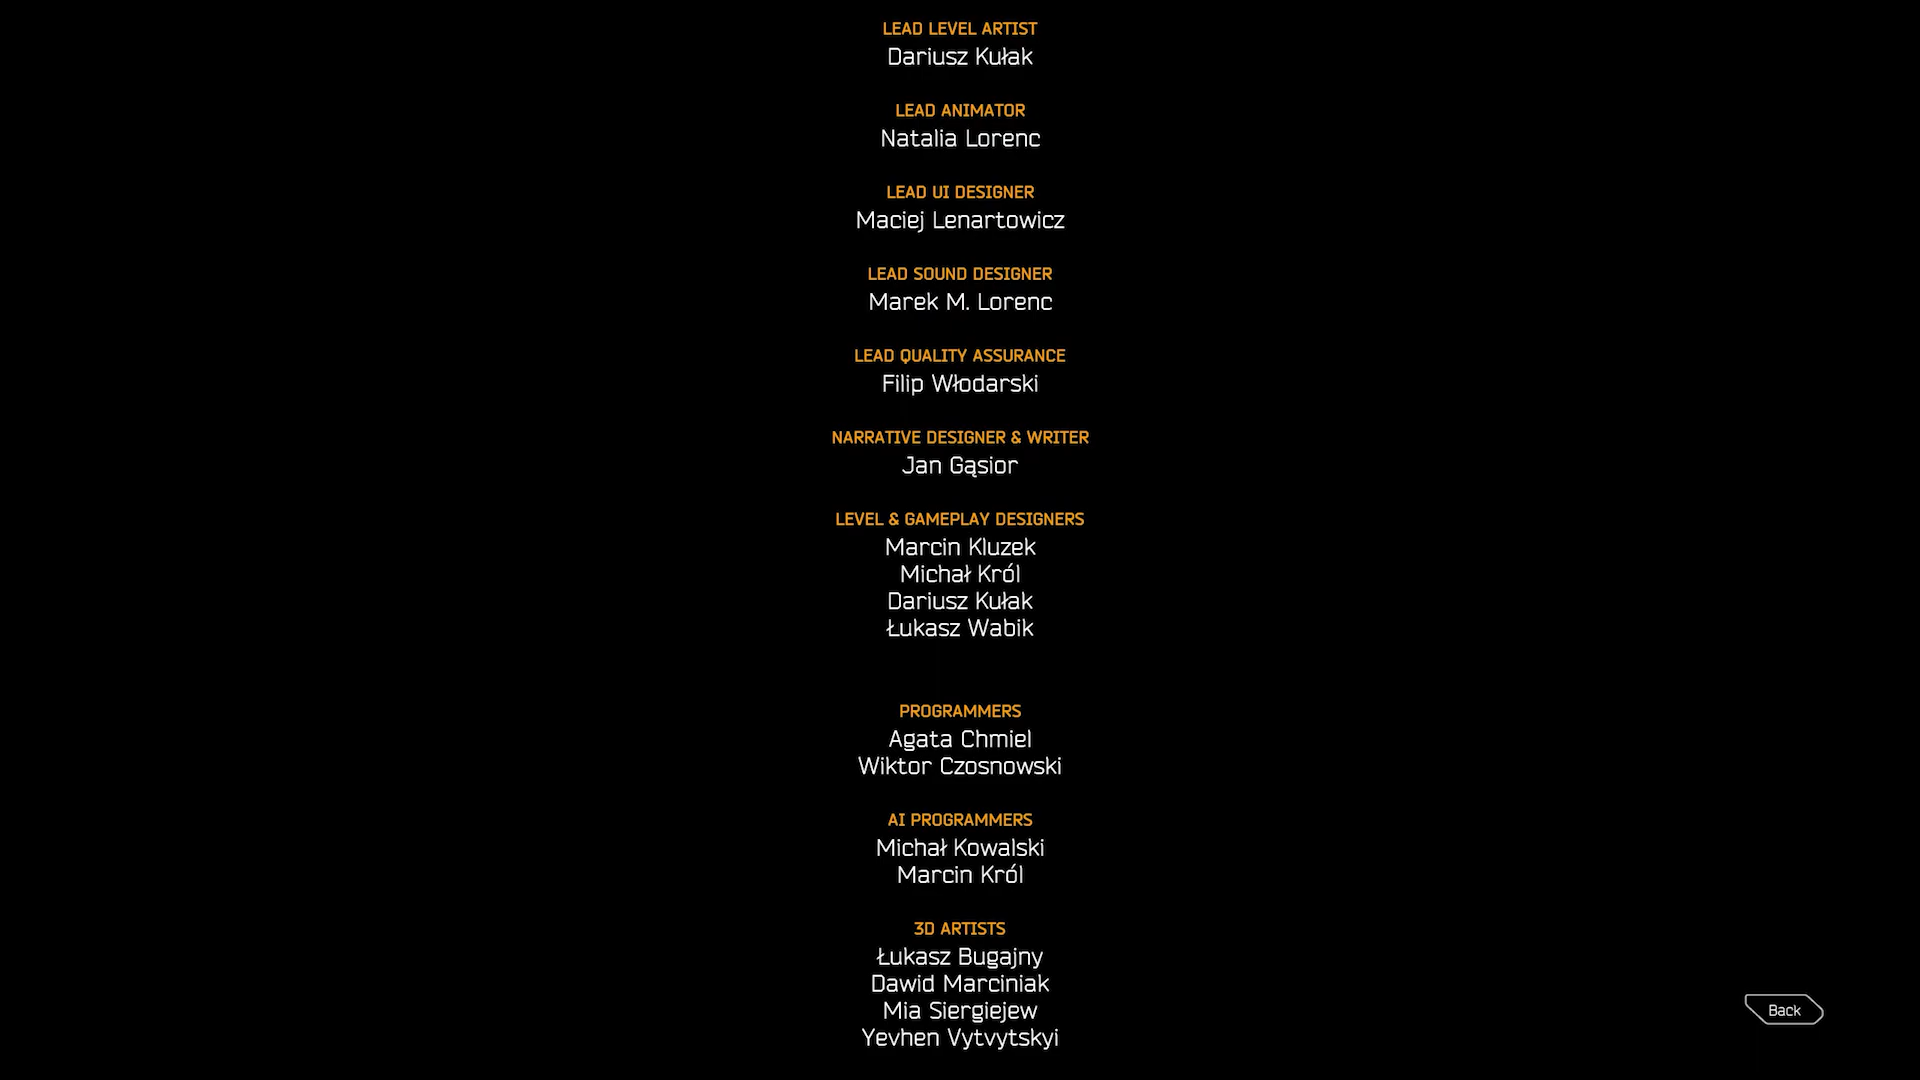 LEAD LEVEL ARTIST
Dariusz Kułak
LEAD ANIMATOR
Natalia Lorenc
LEAD UI DESIGNER
Maciej Lenartowicz
LEAD SOUND DESIGNER
Marek M. Lorenc
LEAD QUALITY ASSURANCE
Filip Włodarski
NARRATIVE DESIGNER & WRITER
Jan Gąsior
LEVEL & GAMEPLAY DESIGNERS
Marcin Kluzek
Michał Król
Dariusz Kułak
Łukasz Wabik
PROGRAMMERS
Agata Chmiel
Wiktor Czosnowski
AI PROGRAMMERS
Michał Kowalski
Marcin Król
3D ARTISTS
Łukasz Bugajny
Dawid Marciniak
Mia Siergiejew
Yevhen Vytvytskyi
Back